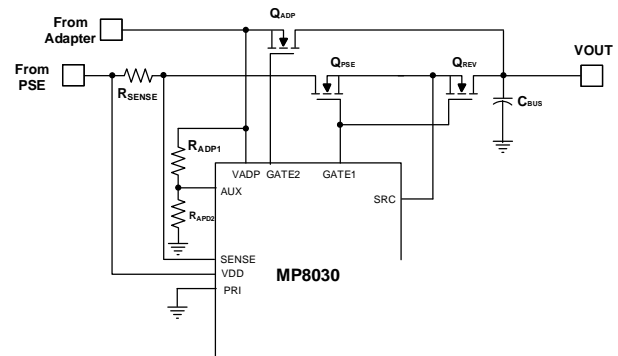 From
Adapter
QADP
From
PSE
RSENSE
QPSE
QREV
VOUT
CBUS
RADP1
RAPD2
VADP GATE2 GATE1
AUX
SRC
SENSE
VDD
MP8030
PRI